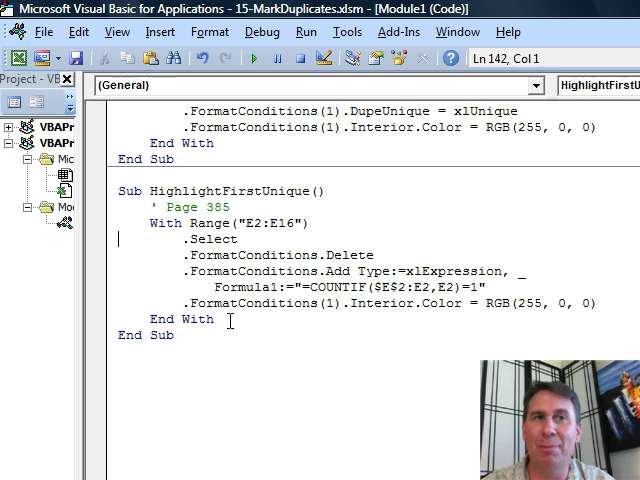 Microsoft Visual Basic for Applications - 15-MarkDuplicates.xlsm - [Module1 (Code)]
File Edit View Insert Format Debug Run Tools Add-Ins Window Help
Ln 142, Col 1
Project - VB
(General)
HighlightFirstU
.FormatConditions(1).DupeUnique = xlUnique
.FormatConditions(1).Interior.Color = RGB(255, 0, 0)
End With
End Sub
VBAPr
VBAPr
Mic
Mo
Sub HighlightFirstUnique()
' Page 385
With Range("E2:E16")
.Select
.FormatConditions.Delete
.FormatConditions.Add Type:=xlExpression, _
Formula1:="=COUNTIF($E$2:E2,E2)=1"
.FormatConditions(1).Interior.Color = RGB(255, 0, 0)
End With
End Sub